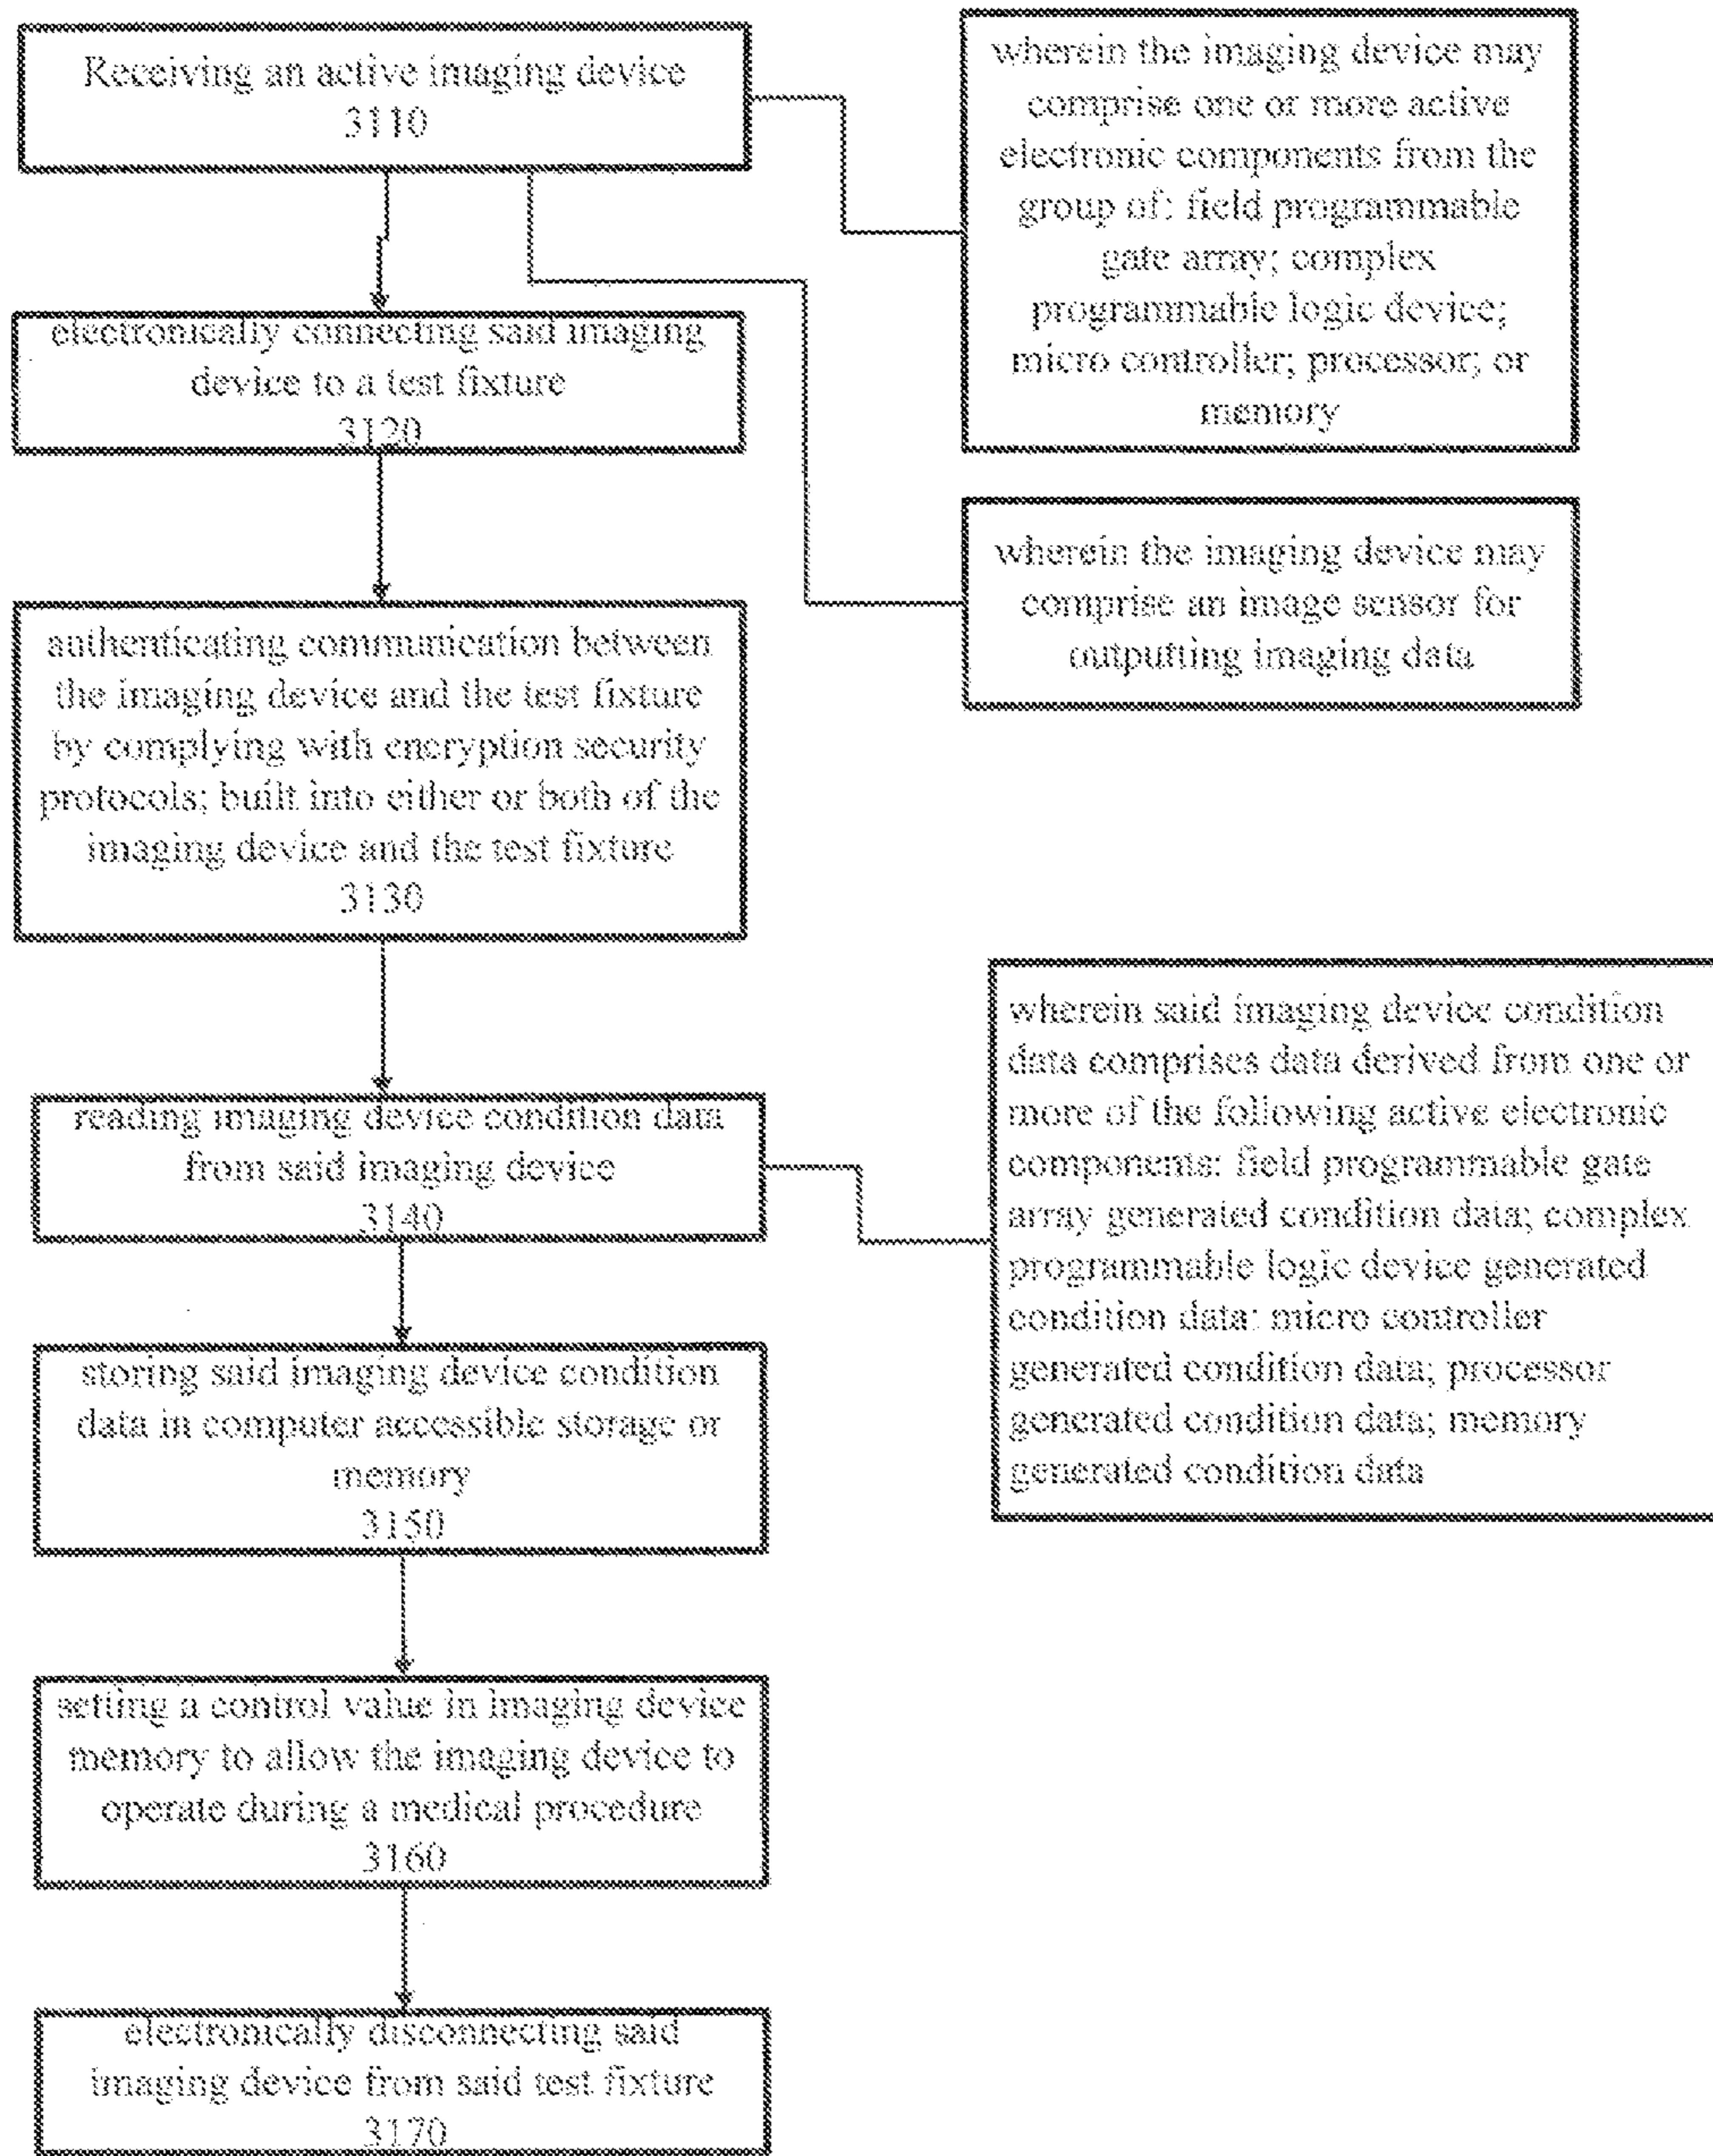 Receiving an active imaging device
3110
wherein the imaging device may
comprise one or more active
electronic components from the
group of: field programmable
gate array; complex
programmable logic device;
micro controller; processor; or
memory
electronically connecting said imaging
device to a test fixture
3120
wherein the imaging device may
comprise an image sensor for
outputting imaging data
authenticating communication between
the imaging device and the test fixture
by complying with encryption security
protocols; built into either or both of the
imaging device and the test fixture
3130
reading imaging device condition data
from said imaging device
3140
wherein said imaging device condition
data comprises data derived from one or
more of the following active electronic
components: field programmable gate
array generated condition data; complex
programmable logic device generated
condition data; micro controller
generated condition data; processor
generated condition data; memory
generated condition data
storing said imaging device condition
data in computer accessible storage or
memory
3150
setting a control value in imaging device
memory to allow the imaging device to
operate during a medical procedure
3160
electronically disconnecting said
imaging device from said test fixture
3170